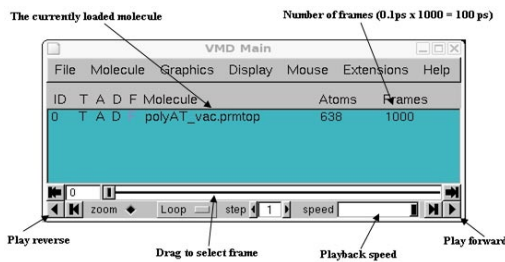 The currently loaded molecule
Number of frames (0.1ps x 1000 = 100 ps)
VMD Main
File Molecule Graphics Display Mouse Extensions Help
ID T A D F Molecule Atoms Frames
0 T A D F polyAT_vac.prmtop 638 1000
0
zoom Loop step 1 speed
Play reverse
Drag to select frame
Playback speed
Play forward